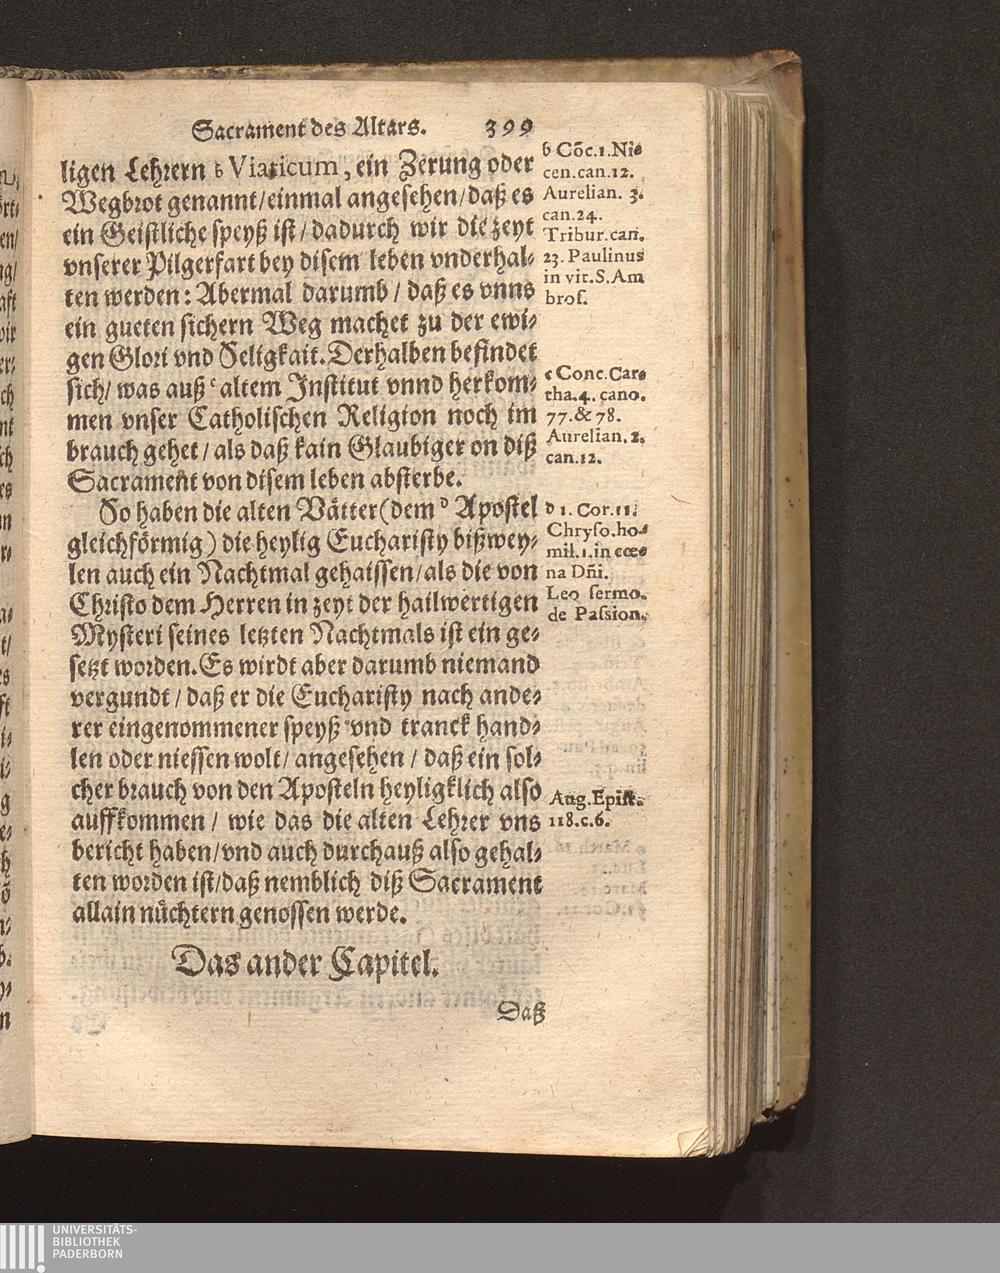 Sacrament des Altars. 399
ligen Lehrern b Viaticum, ein Zerung oder
Wegbrot genannt/einmal angesehen/daß es
ein Geistliche speyß ist/dadurch wir die zeyt
vnserer Pilgerfart bey disem leben vnderhal-
ten werden: Abermal darumb/daß es vnns
ein gueten sichern Weg machet zu der ewi-
gen Glori vnd Seligkait. Derhalben befindet
sich/was auß c altem Institut vnnd herkom-
men vnser Catholischen Religion noch im
brauch gehet/als daß kain Glaubiger on diß
Sacrament von disem leben absterbe.
So haben die alten Vätter (dem D Apostel
gleichförmig) die heylig Eucharisty bißwey-
len auch ein Nachtmal gehaissen/als die von
Christo dem Herren in zeyt der hailwertigen
Mysteri seines letzten Nachtmals ist ein ge-
setzt worden. Es wirdt aber darumb niemand
vergundt/daß er die Eucharisty nach ande-
rer eingenommener speyß vnd tranck hand-
len oder niessen wolt/angesehen/daß ein sol-
cher brauch von den Aposteln heyligklich also
auffkommen/wie das die alten Lehrer vns
bericht haben/vnd auch durchauß also gehal-
ten worden ist/daß nemblich diß Sacrament
allain nüchtern genossen werde.
Das ander Capitel.
Daß
b Cõc.1.Ni-
cen.can.12.
Aurelian. 3.
can.24.
Tribur.can.
23. Paulinus
in vit.S.Am
bros.
c Conc.Car-
tha.4. cano.
77.& 78.
Aurelian.2.
can.12.
D 1. Cor.11.
Chryso.ho-
mil.1.in cœ-
na Dñi.
Leo sermo.
de Passion.
Aug.Epist.
118.c.6.
UNIVERSITÄTS-
BIBLIOTHEK
PADERBORN